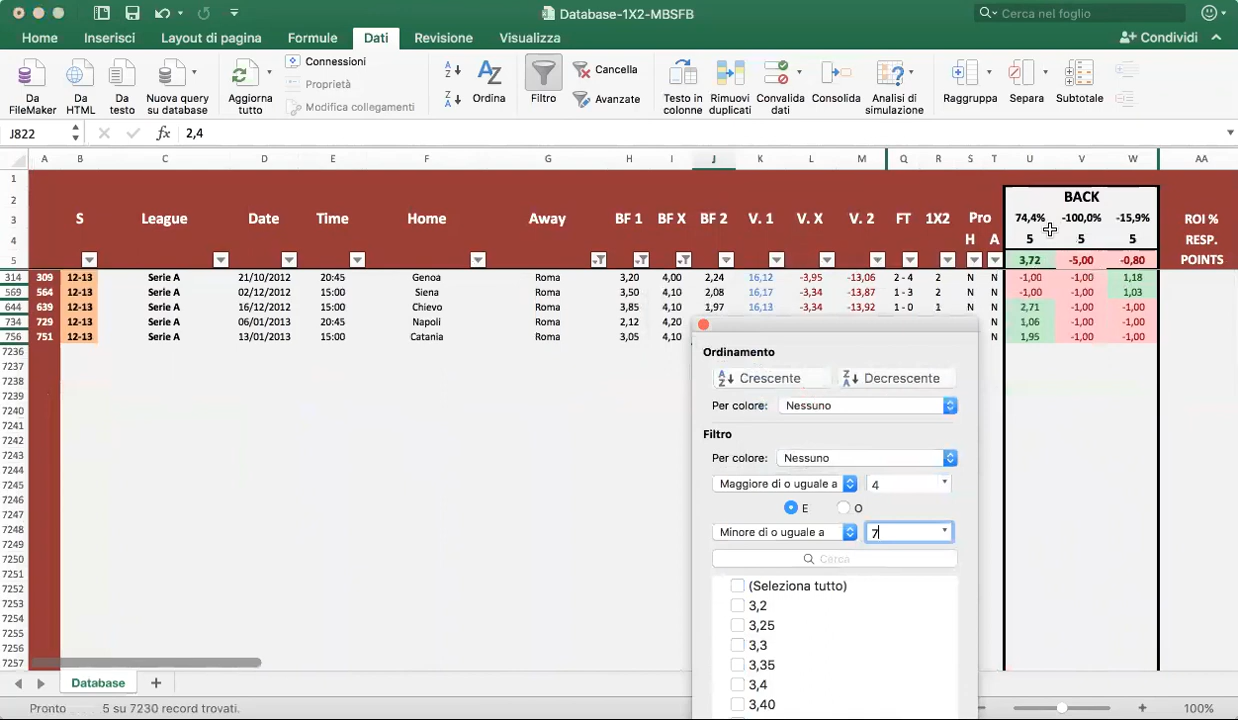 Database-1X2-MBSFB
Cerca nel foglio
Home Inserisci Layout di pagina Formule Dati Revisione Visualizza
Condividi
Da FileMaker
Da HTML
Da testo
Nuova query su database
Aggiorna tutto
Connessioni
Proprietà
Modifica collegamenti
Ordina
Filtro
Cancella
Avanzate
Testo in colonne
Rimuovi duplicati
Convalida dati
Consolida
Analisi di simulazione
Raggruppa
Separa
Subtotale
J822 fx 2,4
A B C D E F G H I J K L M Q R S T U V W AA
1
2 BACK
3 S League Date Time Home Away BF 1 BF X BF 2 V. 1 V. X V. 2 FT 1X2 Pro 74,4% -100,0% -15,9% ROI %
4 H A 5 5 5 RESP.
5 3,72 -5,00 -0,80 POINTS
314 309 12-13 Serie A 21/10/2012 20:45 Genoa Roma 3,20 4,00 2,24 16,12 -3,95 -13,06 2 - 4 2 N N -1,00 -1,00 1,18
569 564 12-13 Serie A 02/12/2012 15:00 Siena Roma 3,50 4,10 2,08 16,17 -3,34 -13,87 1 - 3 2 N N -1,00 -1,00 1,03
644 639 12-13 Serie A 16/12/2012 15:00 Chievo Roma 3,85 4,10 1,97 16,13 -3,34 -13,92 1 - 0 1 N N 2,71 -1,00 -1,00
734 729 12-13 Serie A 06/01/2013 20:45 Napoli Roma 2,12 4,20 N 1,06 -1,00 -1,00
756 751 12-13 Serie A 13/01/2013 15:00 Catania Roma 3,05 4,10 N 1,95 -1,00 -1,00
7236
7237
7238
7239
7240
7241
7242
7243
7244
7245
7246
7247
7248
7249
7250
7251
7252
7253
7254
7255
7256
7257
Ordinamento
Crescente Decrescente
Per colore: Nessuno
Filtro
Per colore: Nessuno
Maggiore di o uguale a 4
E O
Minore di o uguale a 7
Cerca
(Seleziona tutto)
3,2
3,25
3,3
3,35
3,4
3,40
Database
Pronto 5 su 7230 record trovati. 100%